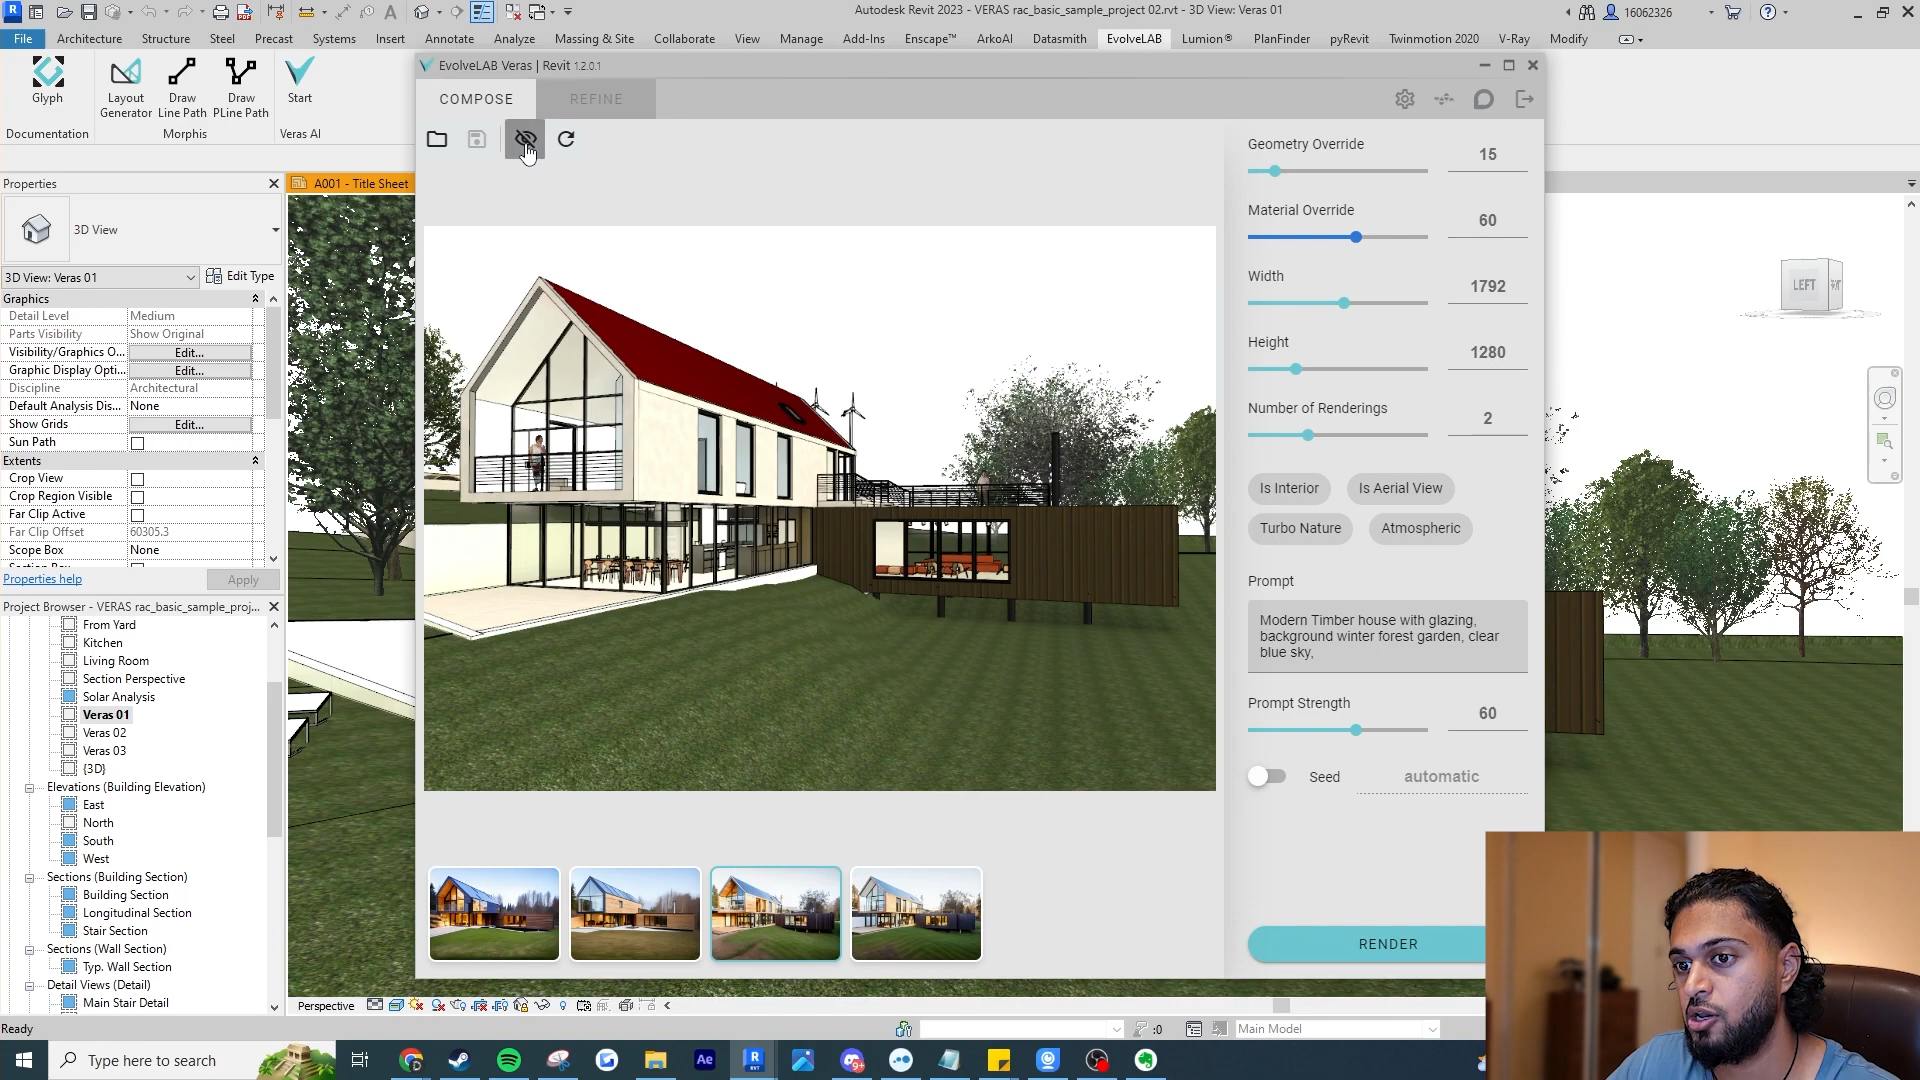 Autodesk Revit 2023 - VERAS rac_basic_sample_project 02.rvt - 3D View: Veras 01
16062326
File Architecture Structure Steel Precast Systems Insert Annotate Analyze Massing & Site Collaborate View Manage Add-Ins Enscape™ ArkoAI Datasmith EvolveLAB Lumion® PlanFinder pyRevit Twinmotion 2020 V-Ray Modify
Glyph
Layout
Generator
Draw
Line Path
Draw
PLine Path
Start
Documentation
Morphis
Veras AI
EvolveLAB Veras | Revit 1.2.0.1
COMPOSE
REFINE
Properties
A001 - Title Sheet
3D View
3D View: Veras 01
Edit Type
Graphics
Detail Level Medium
Parts Visibility Show Original
Visibility/Graphics O... Edit...
Graphic Display Opti... Edit...
Discipline Architectural
Default Analysis Dis... None
Show Grids Edit...
Sun Path
Extents
Crop View
Crop Region Visible
Far Clip Active
Far Clip Offset 60305.3
Scope Box None
Properties help
Apply
Project Browser - VERAS rac_basic_sample_proj...
From Yard
Kitchen
Living Room
Section Perspective
Solar Analysis
Veras 01
Veras 02
Veras 03
{3D}
Elevations (Building Elevation)
East
North
South
West
Sections (Building Section)
Building Section
Longitudinal Section
Stair Section
Sections (Wall Section)
Typ. Wall Section
Detail Views (Detail)
Main Stair Detail
Geometry Override
15
Material Override
60
Width
1792
Height
1280
Number of Renderings
2
Is Interior
Is Aerial View
Turbo Nature
Atmospheric
Prompt
Modern Timber house with glazing,
background winter forest garden, clear
blue sky,
Prompt Strength
60
Seed
automatic
RENDER
LEFT
Perspective
Ready
:0
Main Model
Type here to search